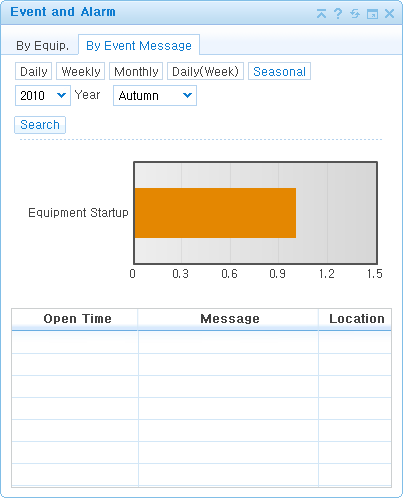 Event and Alarm
By Equip. By Event Message
Daily Weekly Monthly Daily(Week) Seasonal
2010 Year Autumn
Search
Equipment Startup
0 0.3 0.6 0.9 1.2 1.5
Open Time Message Location